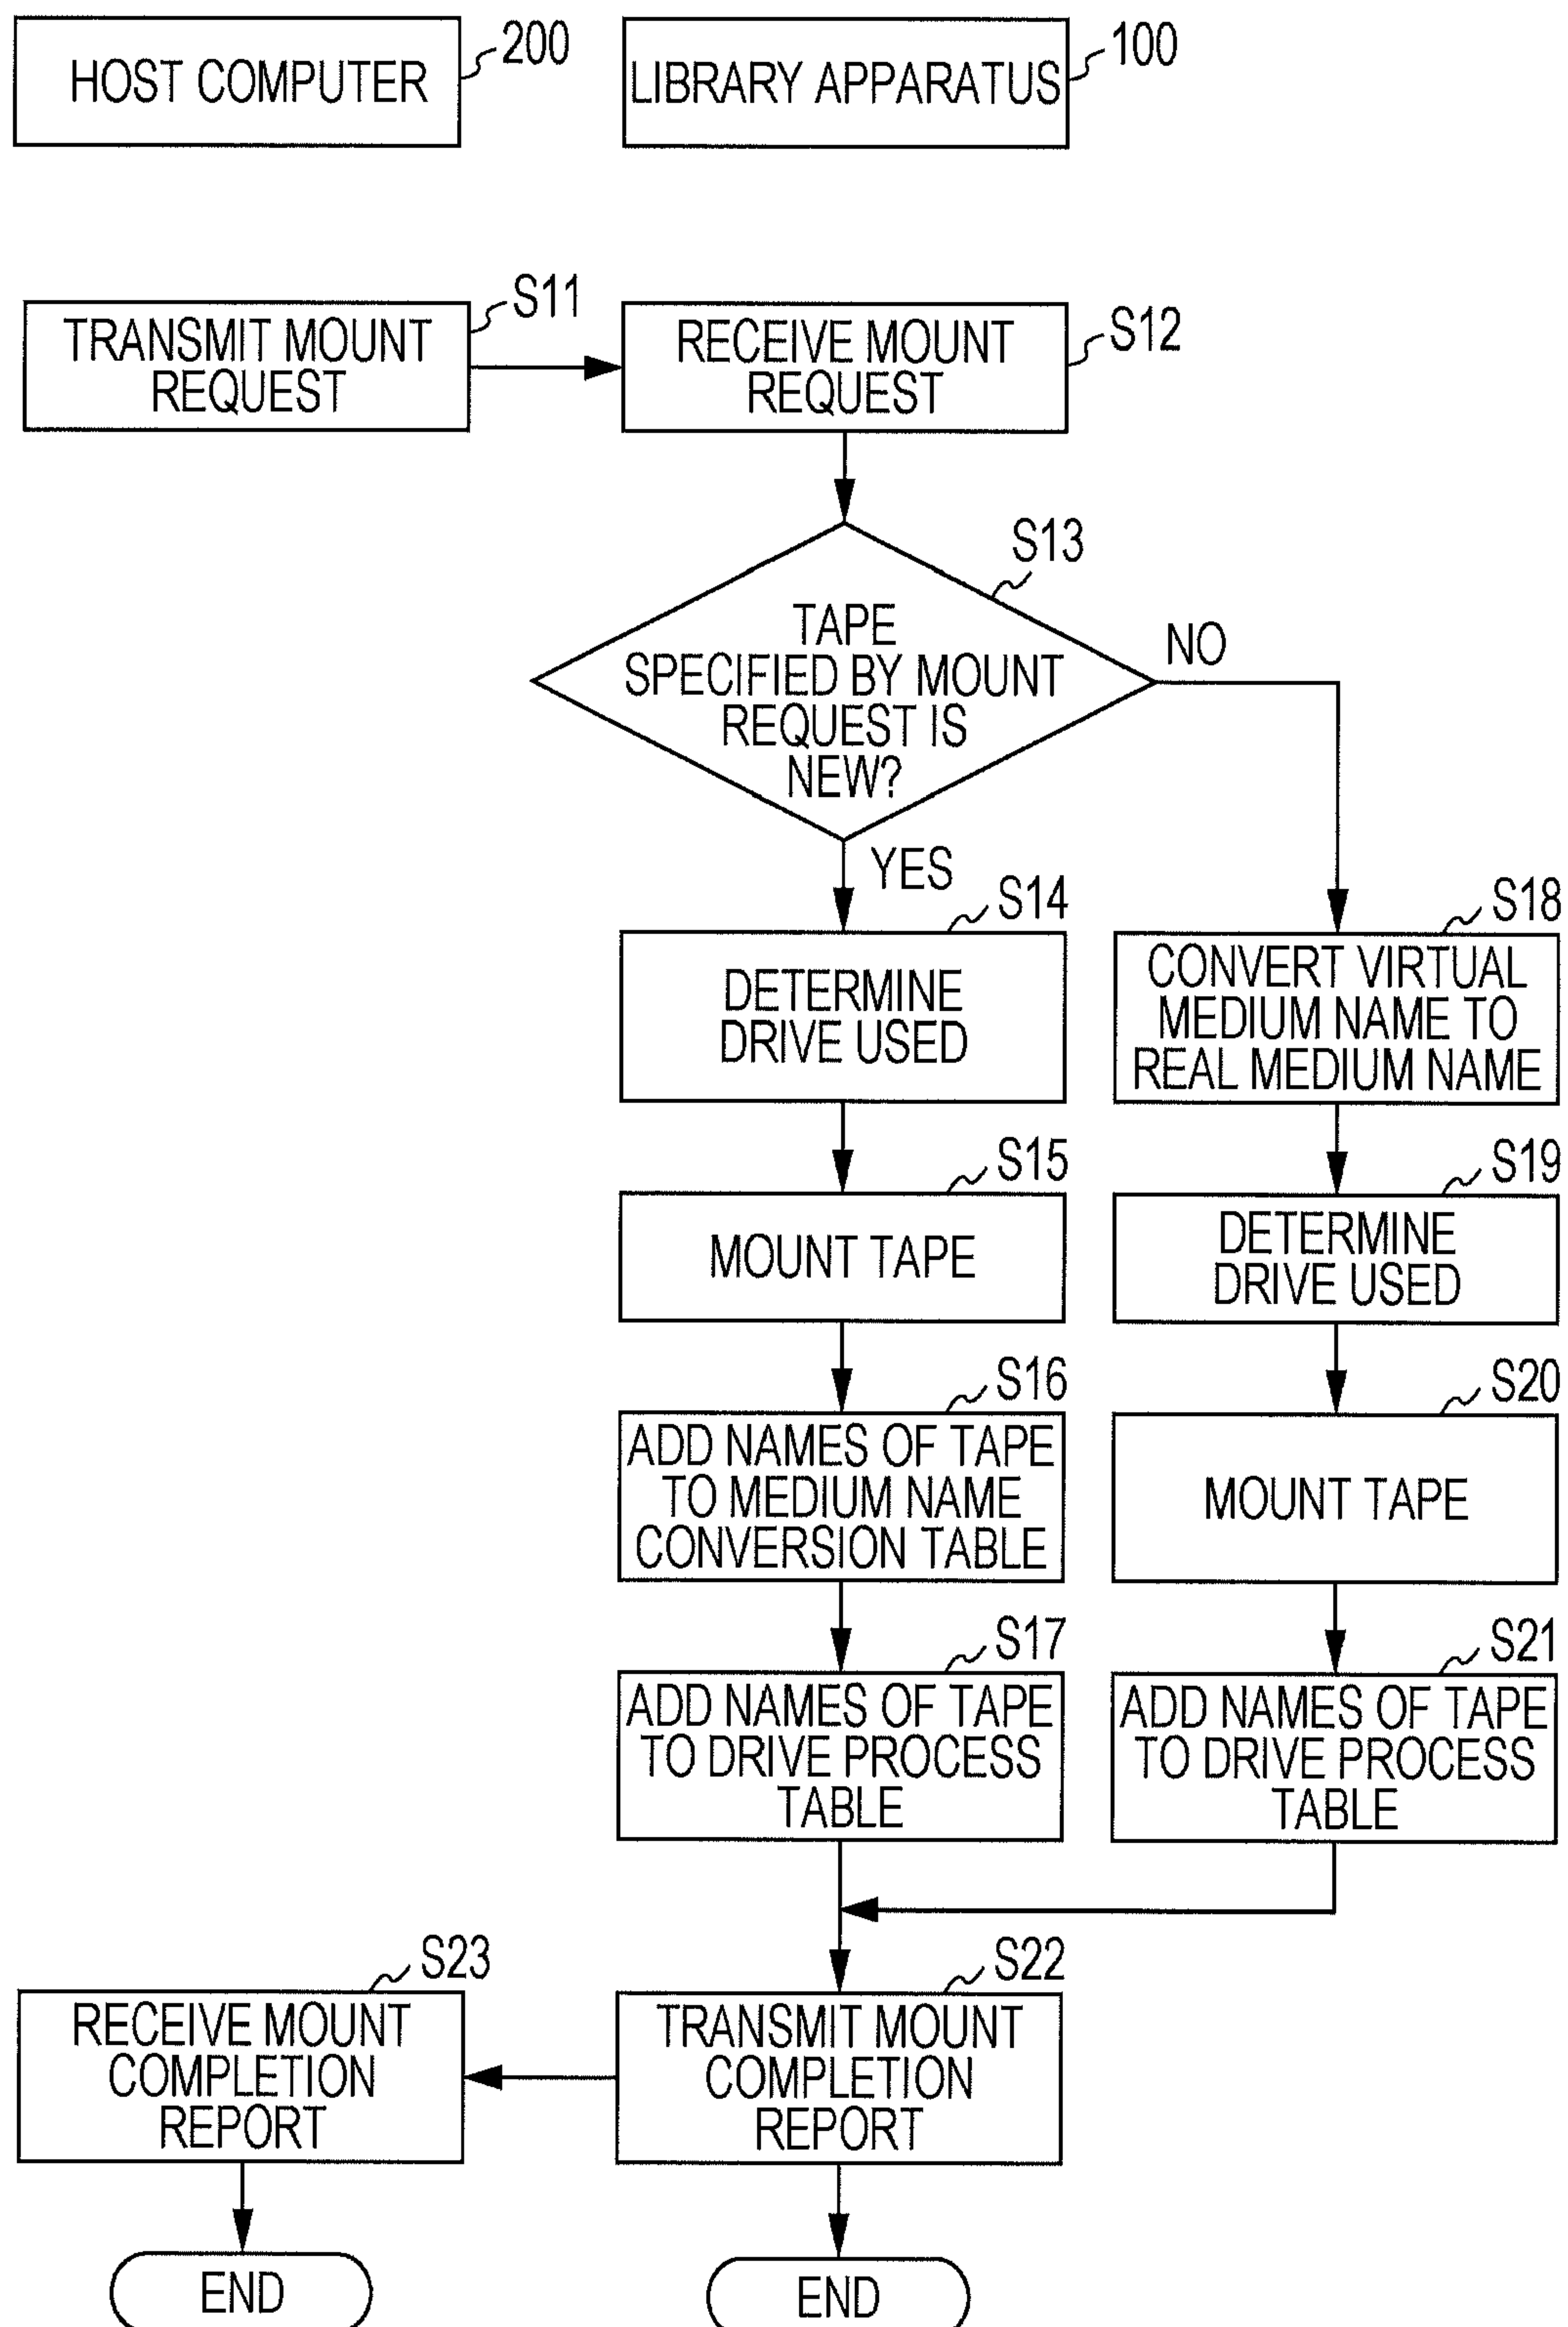 HOST COMPUTER
200
LIBRARY APPARATUS
100
S11
TRANSMIT MOUNT
REQUEST
S12
RECEIVE MOUNT
REQUEST
S13
TAPE
SPECIFIED BY MOUNT
REQUEST IS
NEW?
NO
YES
S14
DETERMINE
DRIVE USED
S18
CONVERT VIRTUAL
MEDIUM NAME TO
REAL MEDIUM NAME
S15
MOUNT TAPE
S19
DETERMINE
DRIVE USED
S16
ADD NAMES OF TAPE
TO MEDIUM NAME
CONVERSION TABLE
S20
MOUNT TAPE
S17
ADD NAMES OF TAPE
TO DRIVE PROCESS
TABLE
S21
ADD NAMES OF TAPE
TO DRIVE PROCESS
TABLE
S23
RECEIVE MOUNT
COMPLETION
REPORT
S22
TRANSMIT MOUNT
COMPLETION
REPORT
END
END